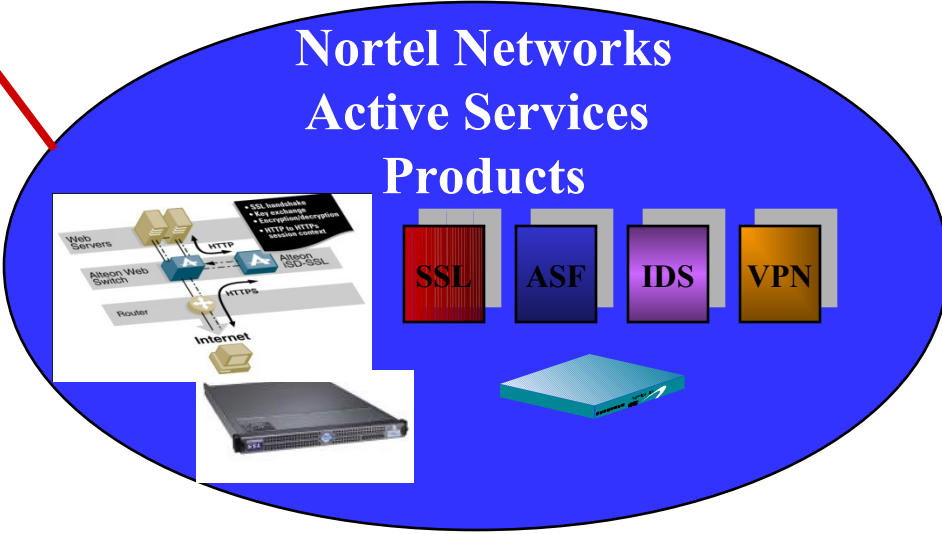 Nortel Networks
Active Services
Products
• SSL handshake
• Key exchange
• Encryption/decryption
• HTTP to HTTPs
session context
Web
Servers
HTTP
Alteon Web
Switch
Alteon
iSD-SSL
HTTPS
Router
Internet
SSL
ASF
IDS
VPN
SSL